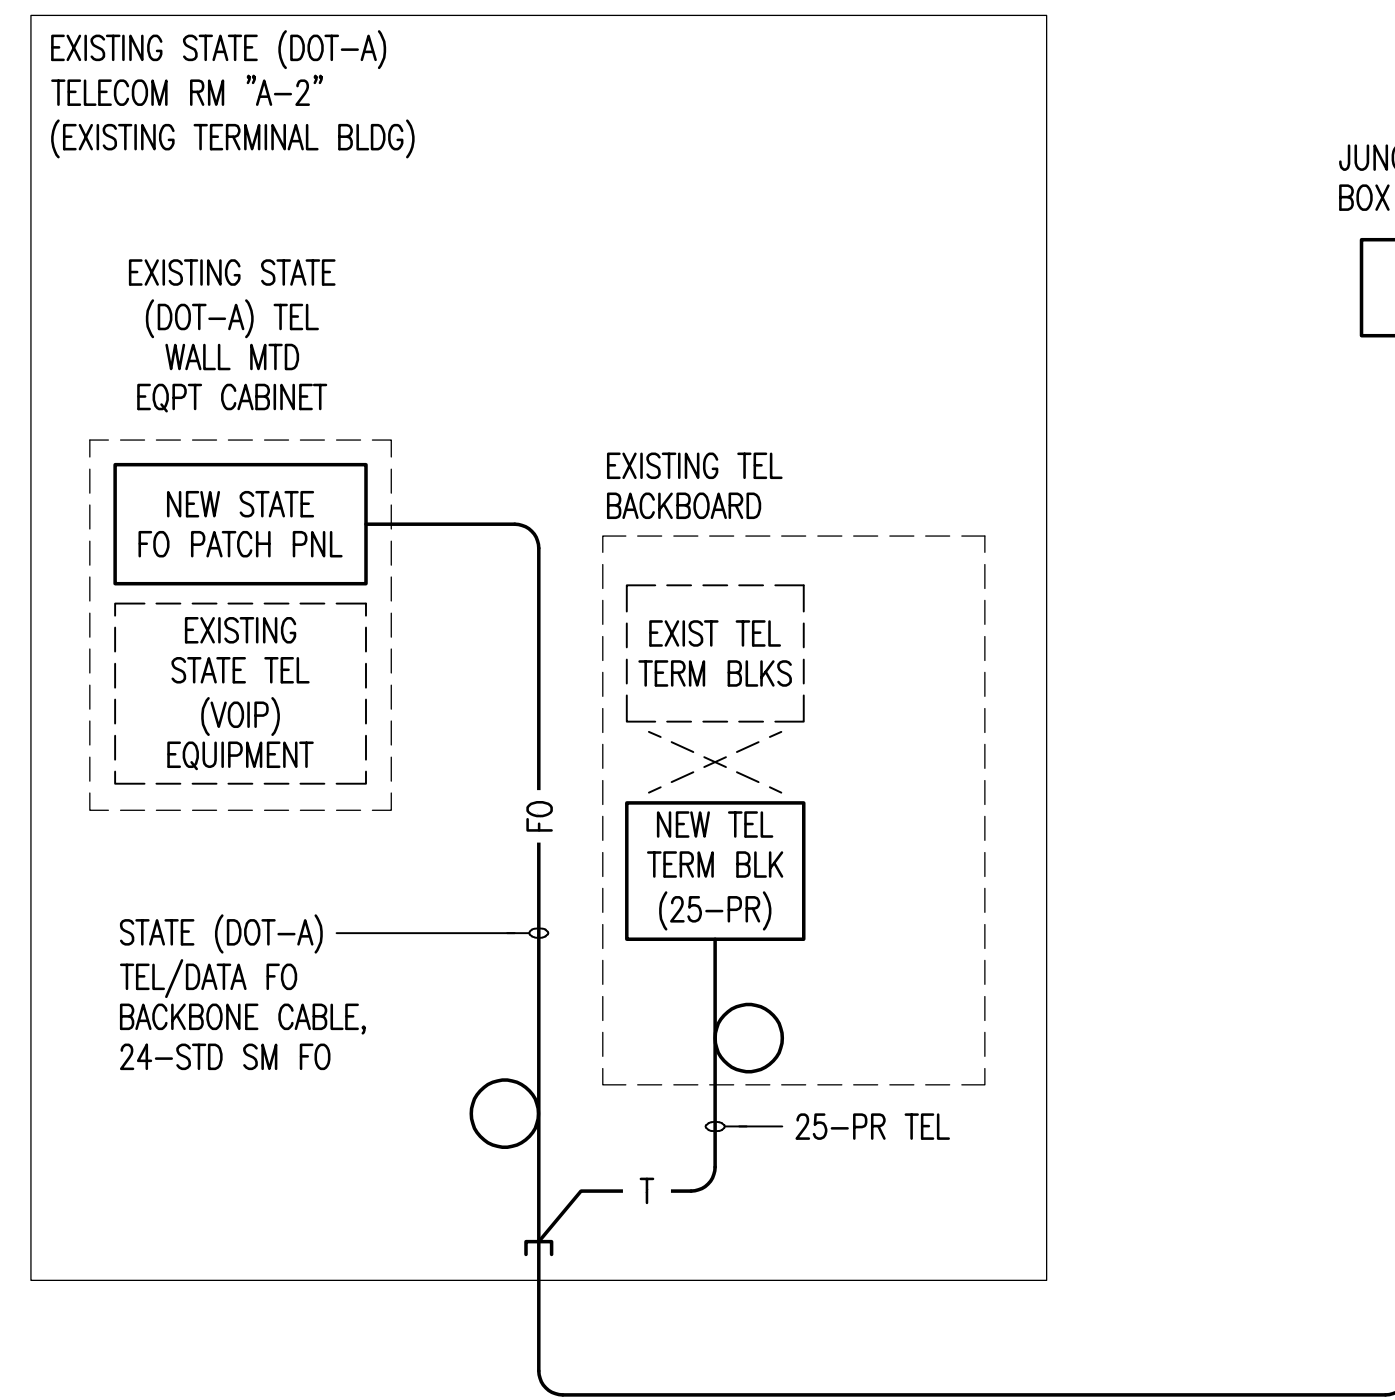 EXISTING STATE (DOT-A)
TELECOM RM "A-2"
(EXISTING TERMINAL BLDG)
BOX
EXISTING STATE
(DOT-A) TEL
WALL MTD
EQPT CABINET
NEW STATE
FO PATCH PNL
EXISTING
STATE TEL
(VOIP)
EQUIPMENT
EXISTING TEL
BACKBOARD
EXIST TEL
TERM BLKS
NEW TEL
TERM BLK
(25-PR)
FO
STATE (DOT-A)
TEL/DATA FO
BACKBONE CABLE,
24-STD SM FO
25-PR TEL
T